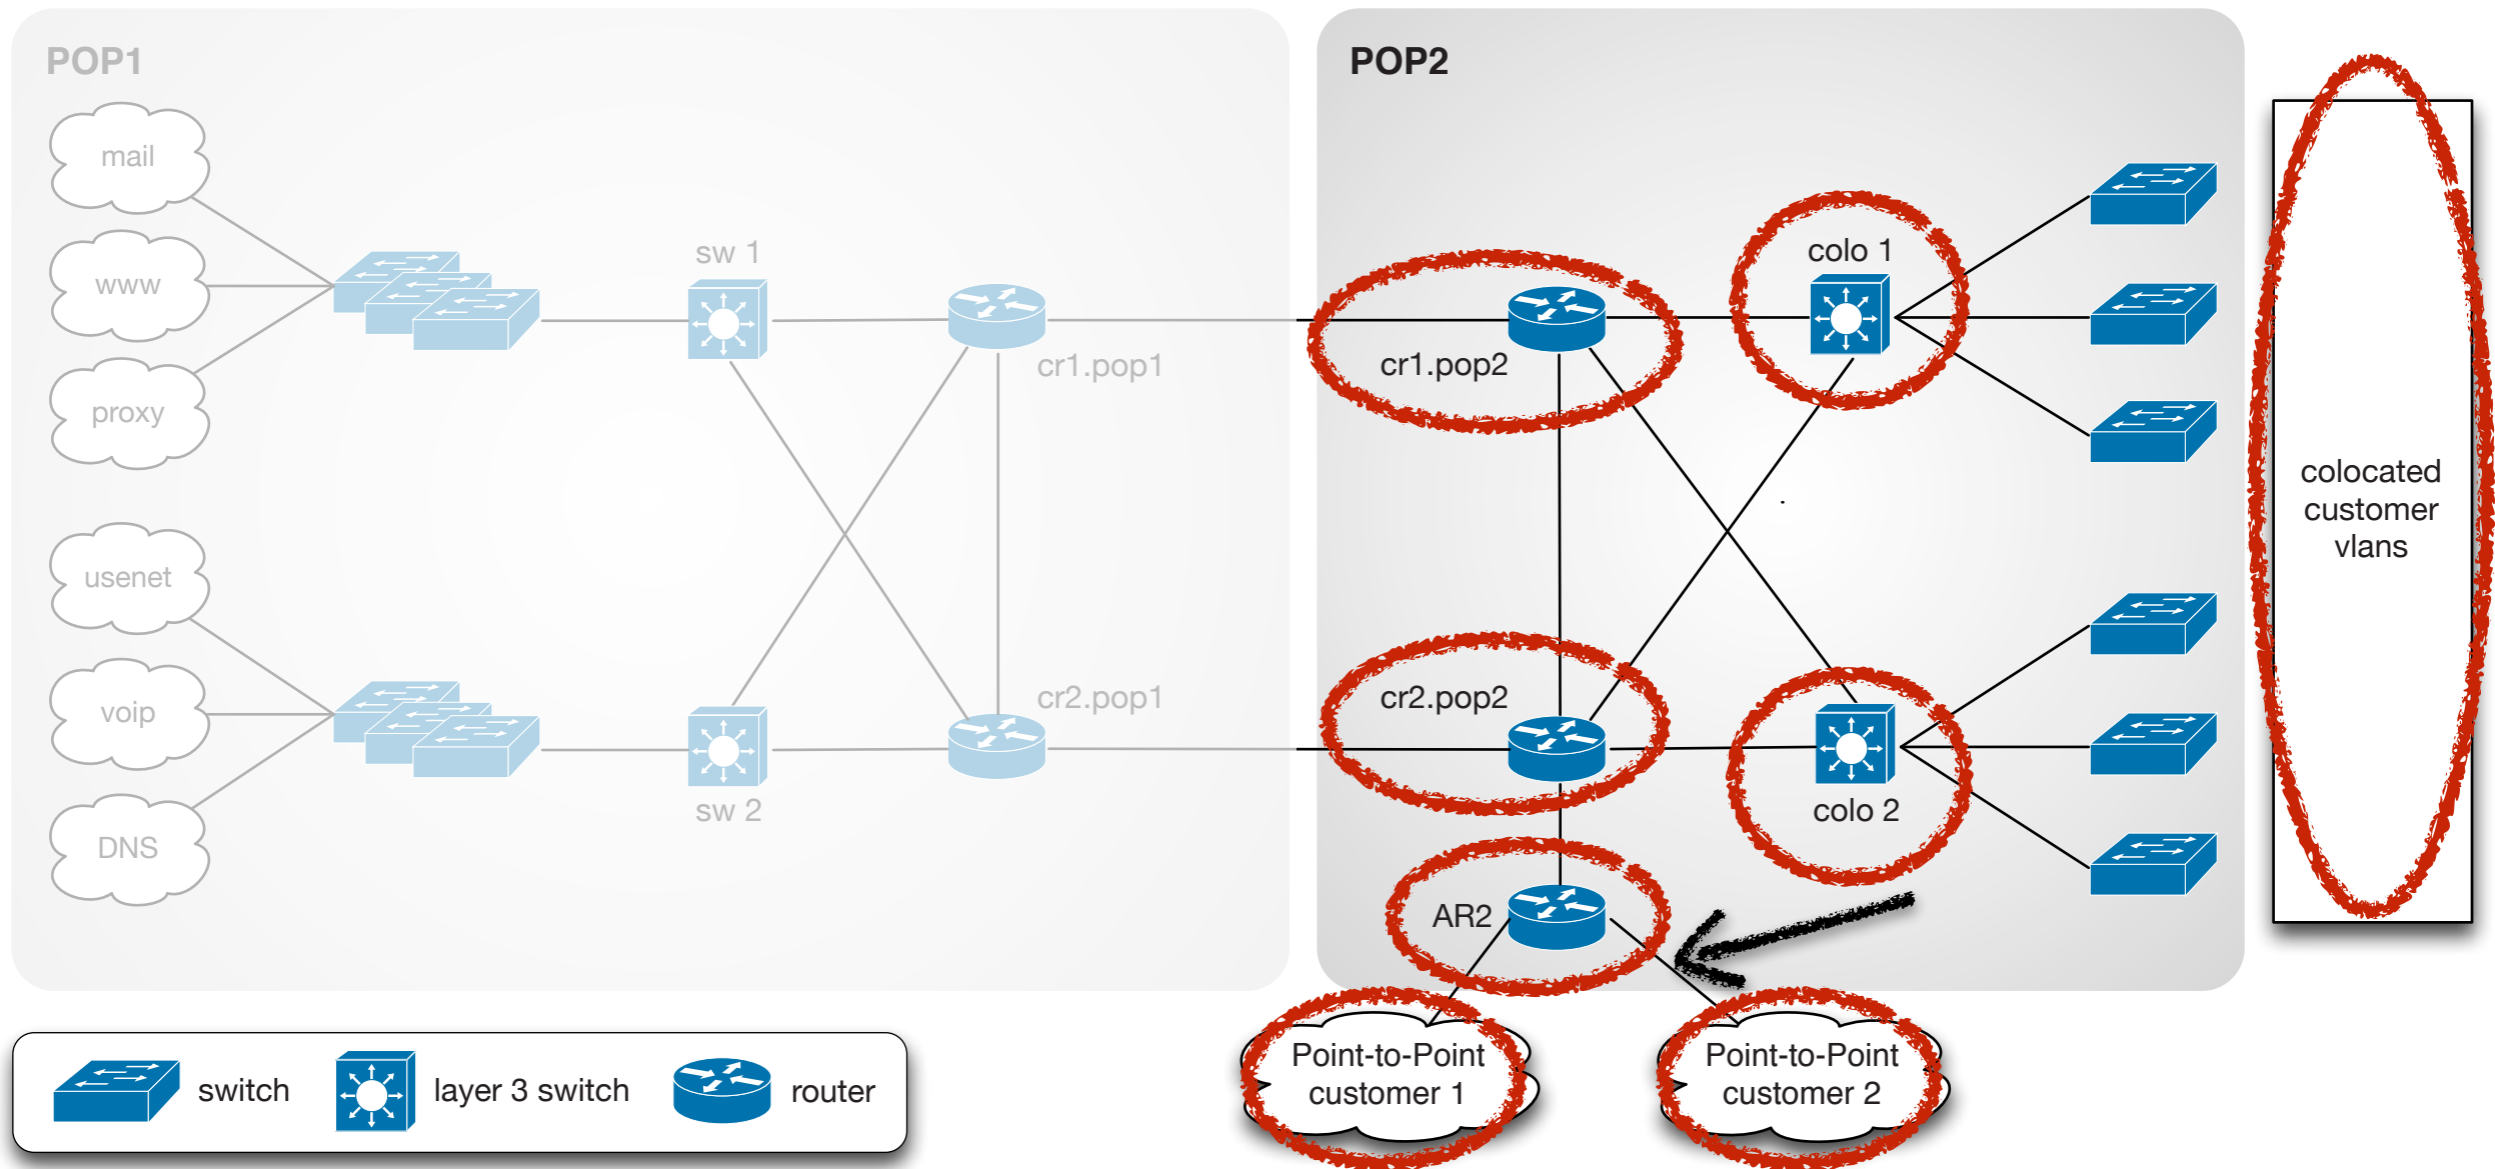 POP1
POP2
mail
www
proxy
usenet
voip
DNS
sw 1
sw 2
cr1.pop1
cr2.pop1
cr1.pop2
cr2.pop2
colo 1
colo 2
AR2
colocated
customer
vlans
Point-to-Point
customer 1
Point-to-Point
customer 2
switch
layer 3 switch
router